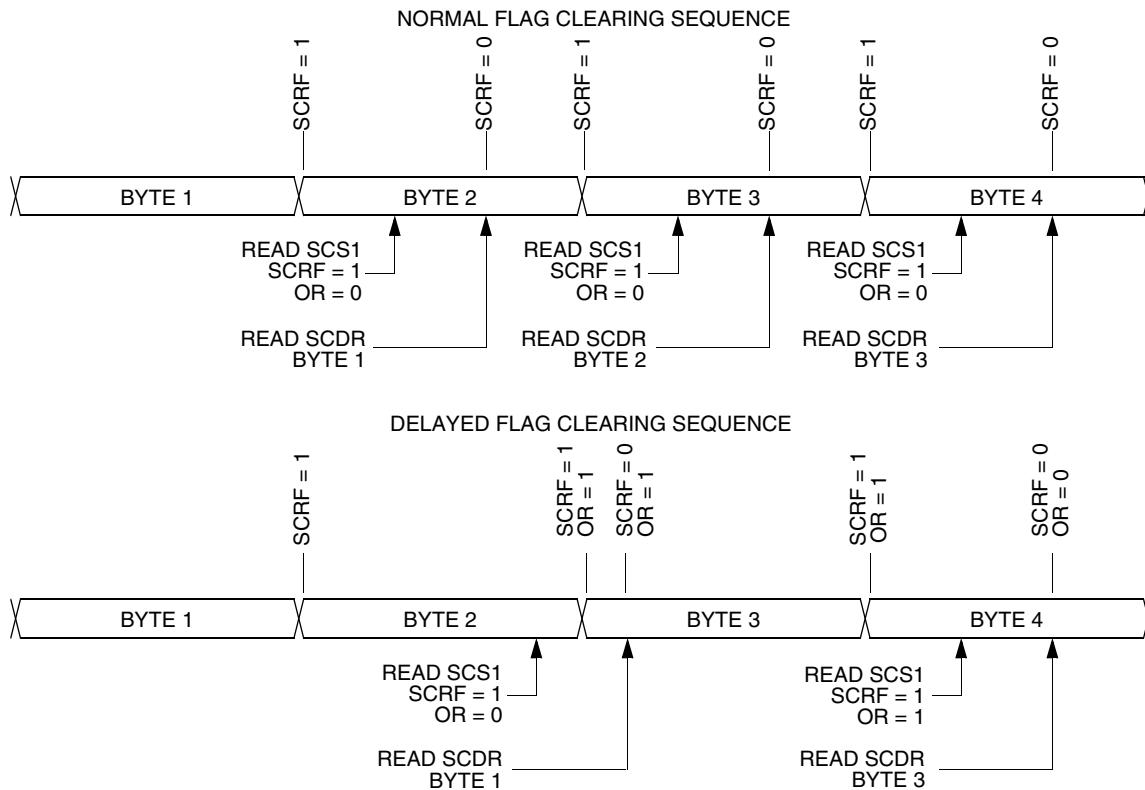 NORMAL FLAG CLEARING SEQUENCE
SCRF = 1
SCRF = 0
SCRF = 1
SCRF = 0
SCRF = 1
SCRF = 0
BYTE 1
BYTE 2
BYTE 3
BYTE 4
READ SCS1
SCRF = 1
OR = 0
READ SCS1
SCRF = 1
OR = 0
READ SCS1
SCRF = 1
OR = 0
READ SCDR
BYTE 1
READ SCDR
BYTE 2
READ SCDR
BYTE 3
DELAYED FLAG CLEARING SEQUENCE
SCRF = 1
SCRF = 1
OR = 1
SCRF = 0
OR = 1
SCRF = 1
OR = 1
SCRF = 0
OR = 0
BYTE 1
BYTE 2
BYTE 3
BYTE 4
READ SCS1
SCRF = 1
OR = 0
READ SCS1
SCRF = 1
OR = 1
READ SCDR
BYTE 1
READ SCDR
BYTE 3